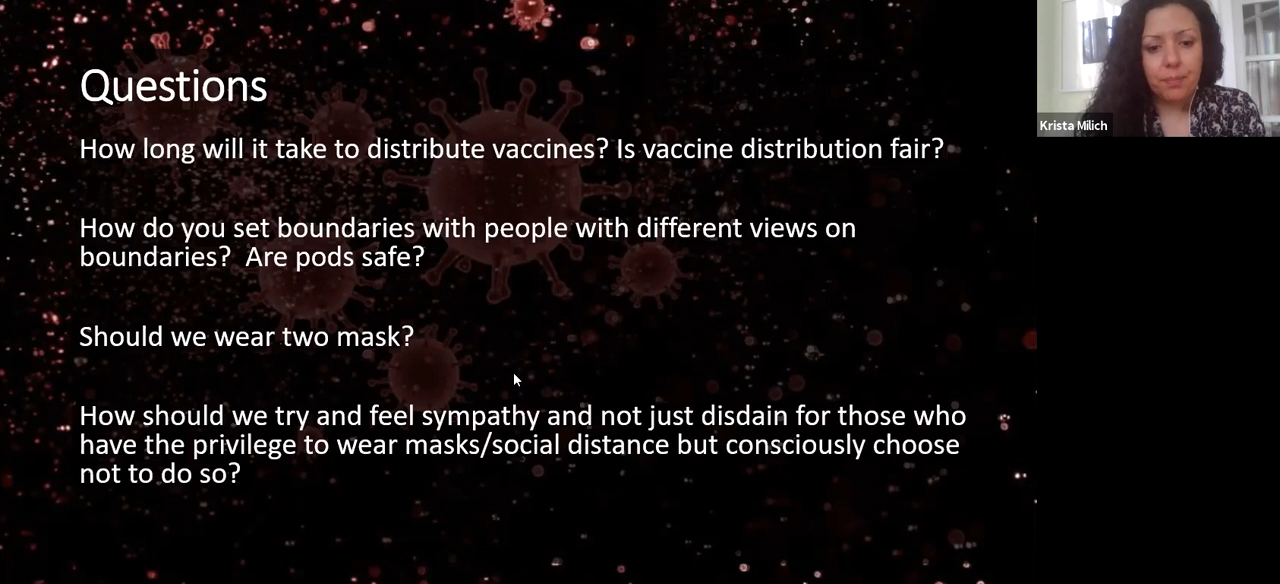 Questions
How long will it take to distribute vaccines? Is vaccine distribution fair?
How do you set boundaries with people with different views on
boundaries?  Are pods safe?
Should we wear two mask?
How should we try and feel sympathy and not just disdain for those who
have the privilege to wear masks/social distance but consciously choose
not to do so?
Krista Milich